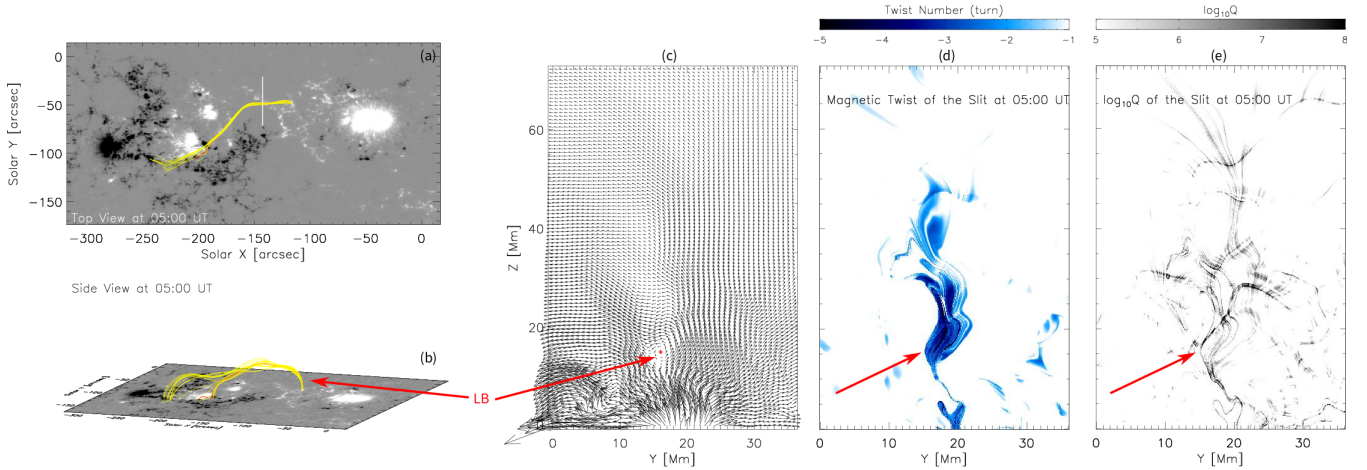 Twist Number (turn)
-5 -4 -3 -2 -1
log₁₀Q
5 6 7 8
(a)
0
-50
-100
-150
Solar Y [arcsec]
Top View at 05:00 UT
-300 -250 -200 -150 -100 -50 0
Solar X [arcsec]
Side View at 05:00 UT
(b)
LB
(c)
60
40
20
0
Z [Mm]
0 10 20 30
Y [Mm]
(d)
Magnetic Twist of the Slit at 05:00 UT
0 10 20 30
Y [Mm]
(e)
log₁₀Q of the Slit at 05:00 UT
0 10 20 30
Y [Mm]